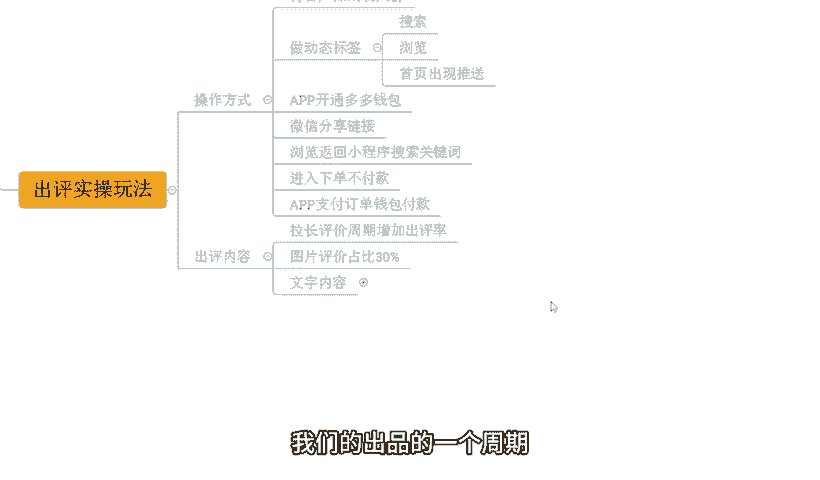 搜索
做动态标签
浏览
首页出现推送
操作方式
APP开通多多钱包
微信分享链接
浏览返回小程序搜索关键词
进入下单不付款
出评实操玩法
APP支付订单钱包付款
拉长评价周期增加出评率
出评内容
图片评价占比30%
文字内容
我们的出品的一个周期